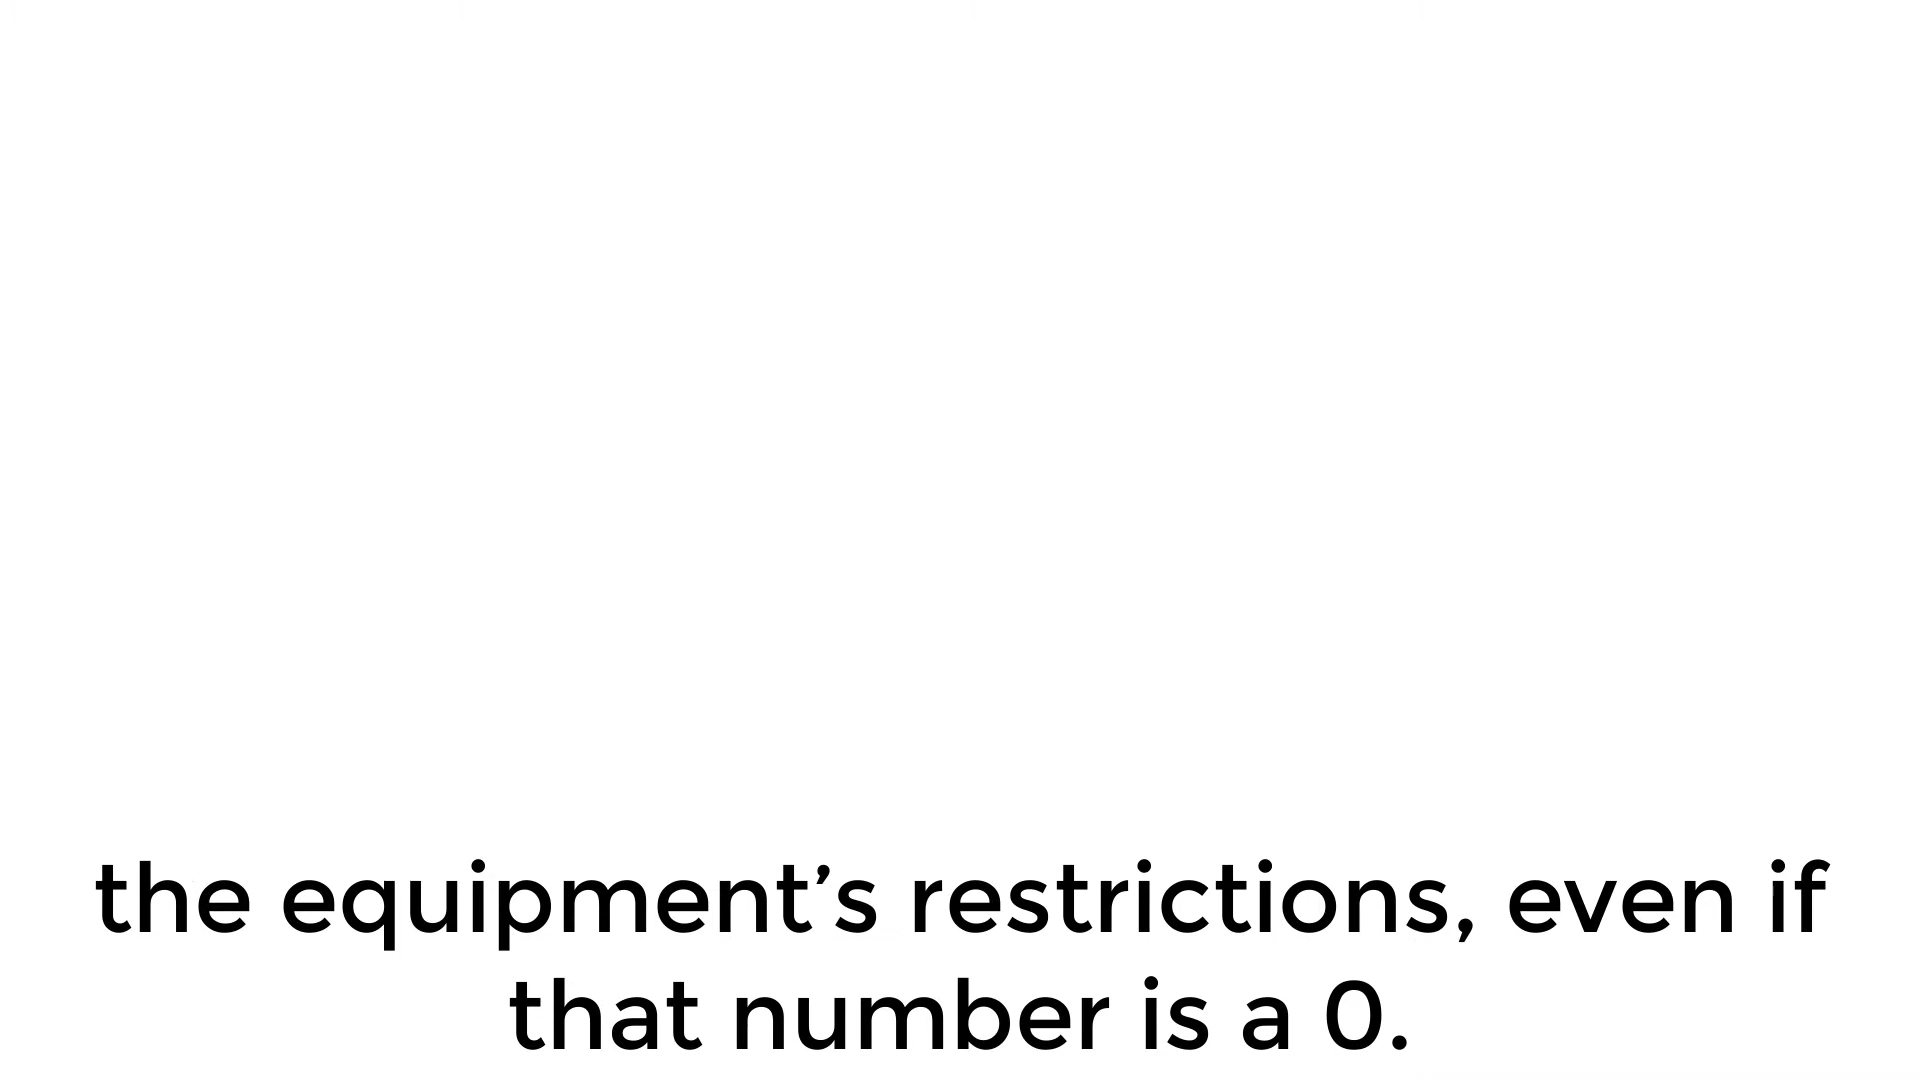 the equipment’s restrictions, even if
that number is a 0.